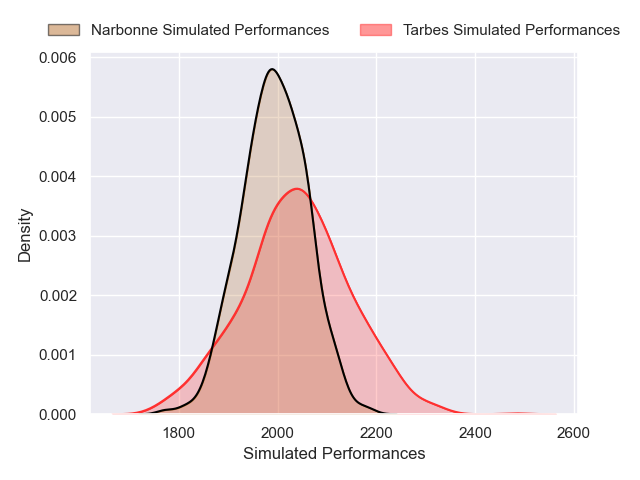 Narbonne Simulated Performances Tarbes Simulated Performances
0.006
0.005
0.004
0.003
0.002
0.001
0.000
Density
1800 2000 2200 2400 2600
Simulated Performances